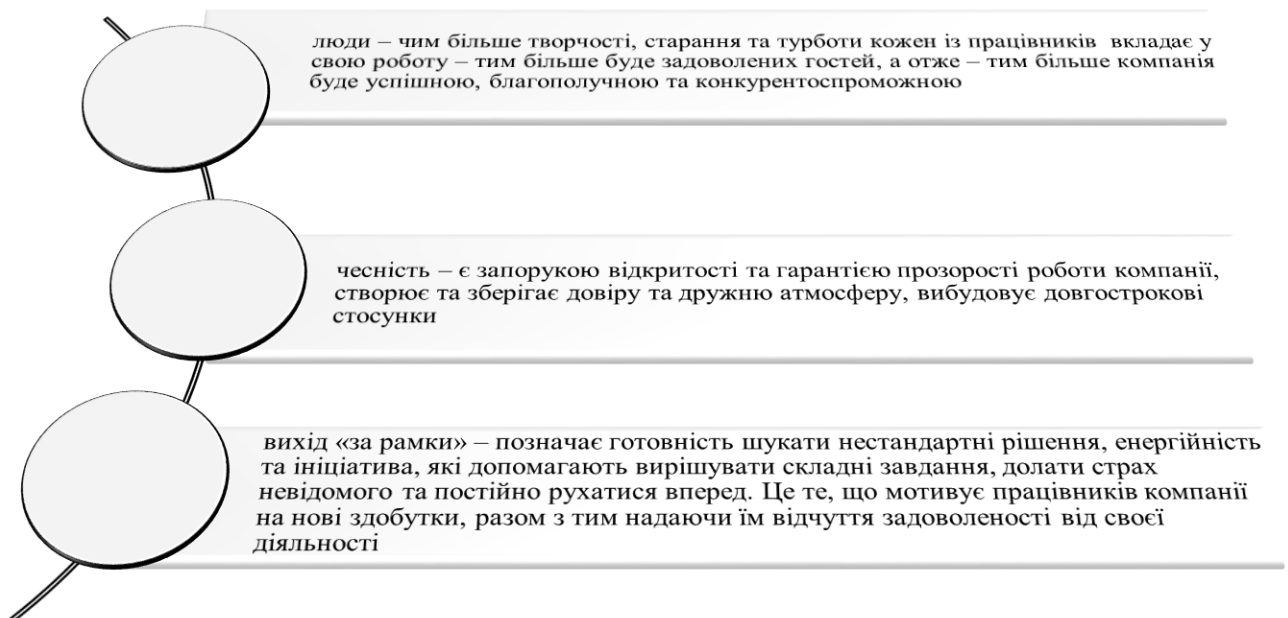 люди – чим більше творчості, старання та турботи кожен із працівників вкладає у
свою роботу – тим більше буде задоволених гостей, а отже – тим більше компанія
буде успішною, благополучною та конкурентоспроможною
чесність – є запорукою відкритості та гарантією прозорості роботи компанії,
створює та зберігає довіру та дружню атмосферу, вибудовує довгострокові
стосунки
вихід «за рамки» – позначає готовність шукати нестандартні рішення, енергійність
та ініціатива, які допомагають вирішувати складні завдання, долати страх
невідомого та постійно рухатися вперед. Це те, що мотивує працівників компанії
на нові здобутки, разом з тим надаючи їм відчуття задоволеності від своєї
діяльності